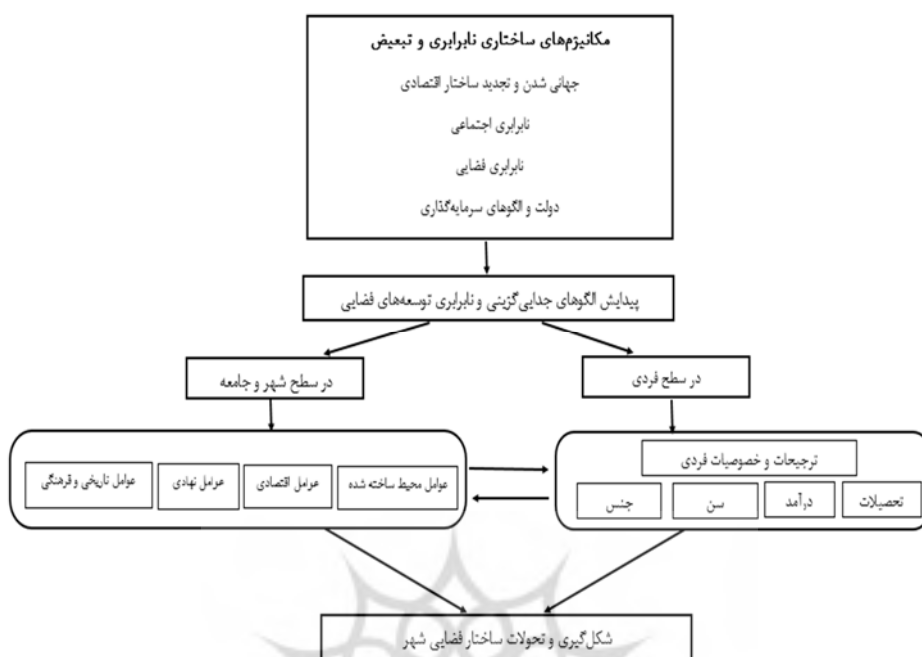 مکانیزم‌های ساختاری نابرابری و تبعیض
جهانی شدن و تجدید ساختار اقتصادی
نابرابری اجتماعی
نابرابری فضایی
دولت و الگوهای سرمایه‌گذاری
پیدایش الگوهای جدایی‌گزینی و نابرابری توسعه‌های فضایی
در سطح فردی
در سطح شهر و جامعه
ترجیحات و خصوصیات فردی
تحصیلات
درآمد
سن
جنس
عوامل محیط ساخته شده
عوامل اقتصادی
عوامل نهادی
عوامل تاریخی و فرهنگی
شکل‌گیری و تحولات ساختار فضایی شهر